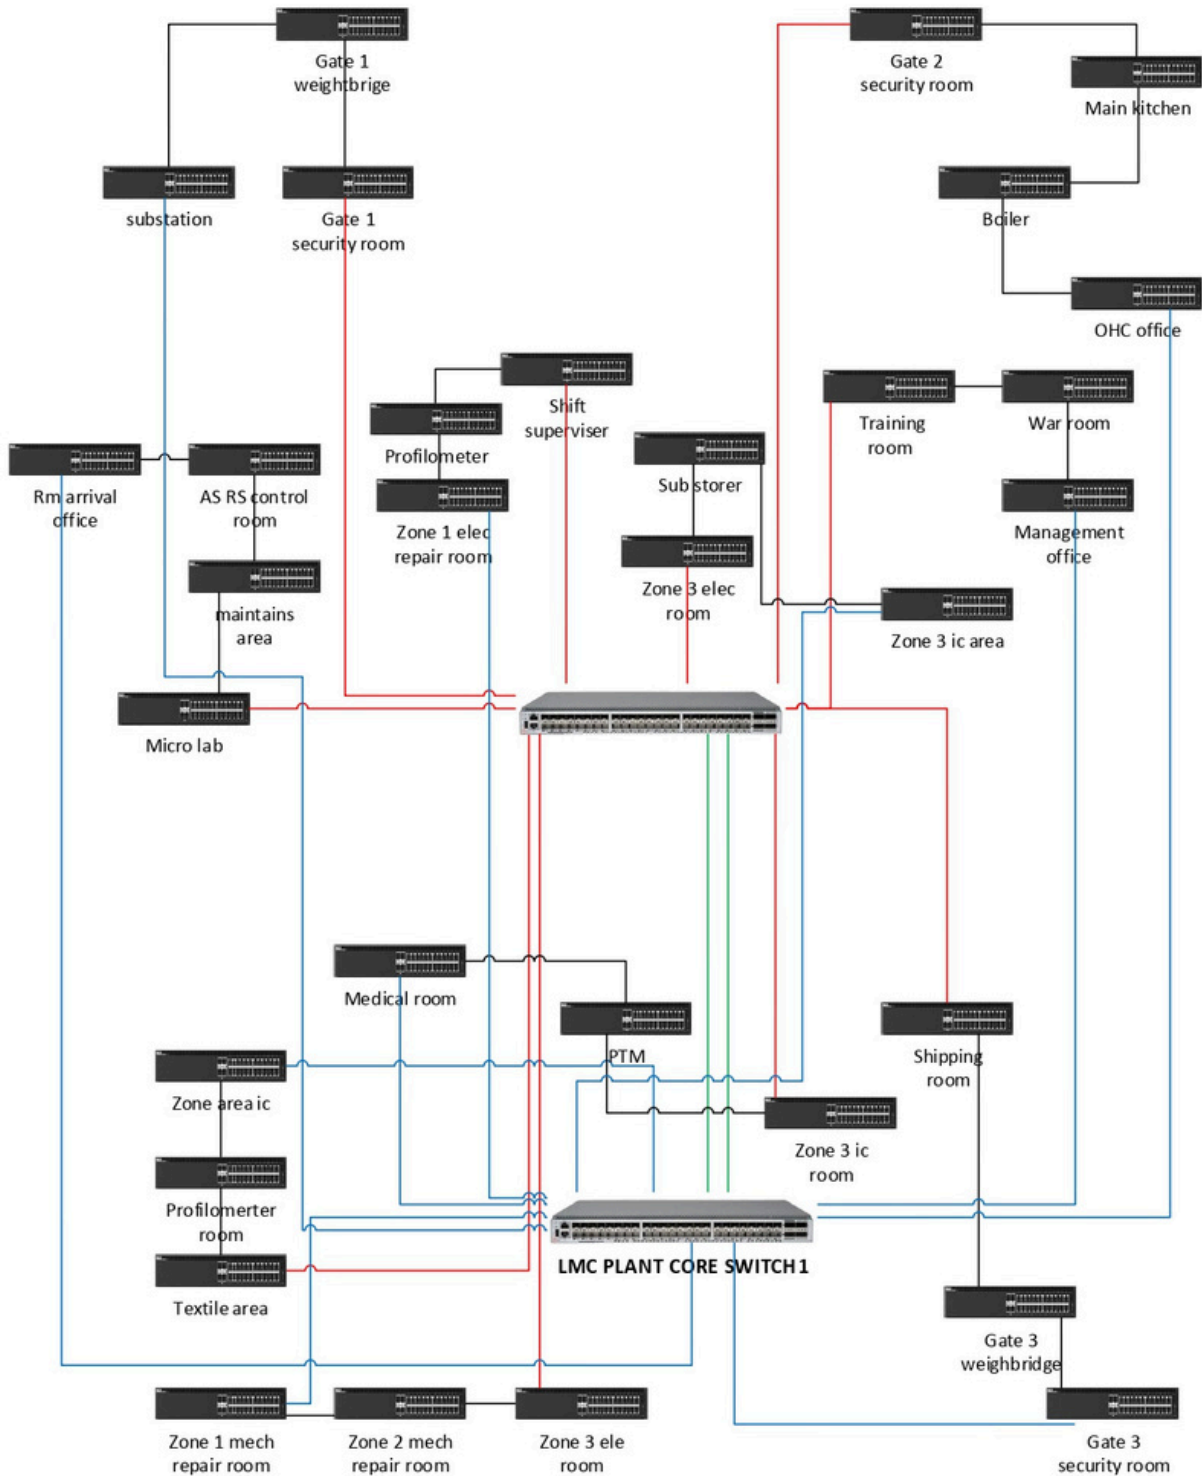 Gate 1
weightbrige
Gate 2
security room
Main kitchen
substation
Gate 1
security room
Boiler
OHC office
Shift
superviser
Training
room
War room
Profilometer
Sub storer
Rm arrival
office
AS RS control
room
Zone 1 elec
repair room
Management
office
Zone 3 elec
room
maintains
area
Zone 3 ic area
Micro lab
Medical room
PTM
Shipping
room
Zone area ic
Zone 3 ic
room
Profilomerter
room
LMC PLANT CORE SWITCH 1
Textile area
Gate 3
weighbridge
Zone 1 mech
repair room
Zone 2 mech
repair room
Zone 3 ele
room
Gate 3
security room